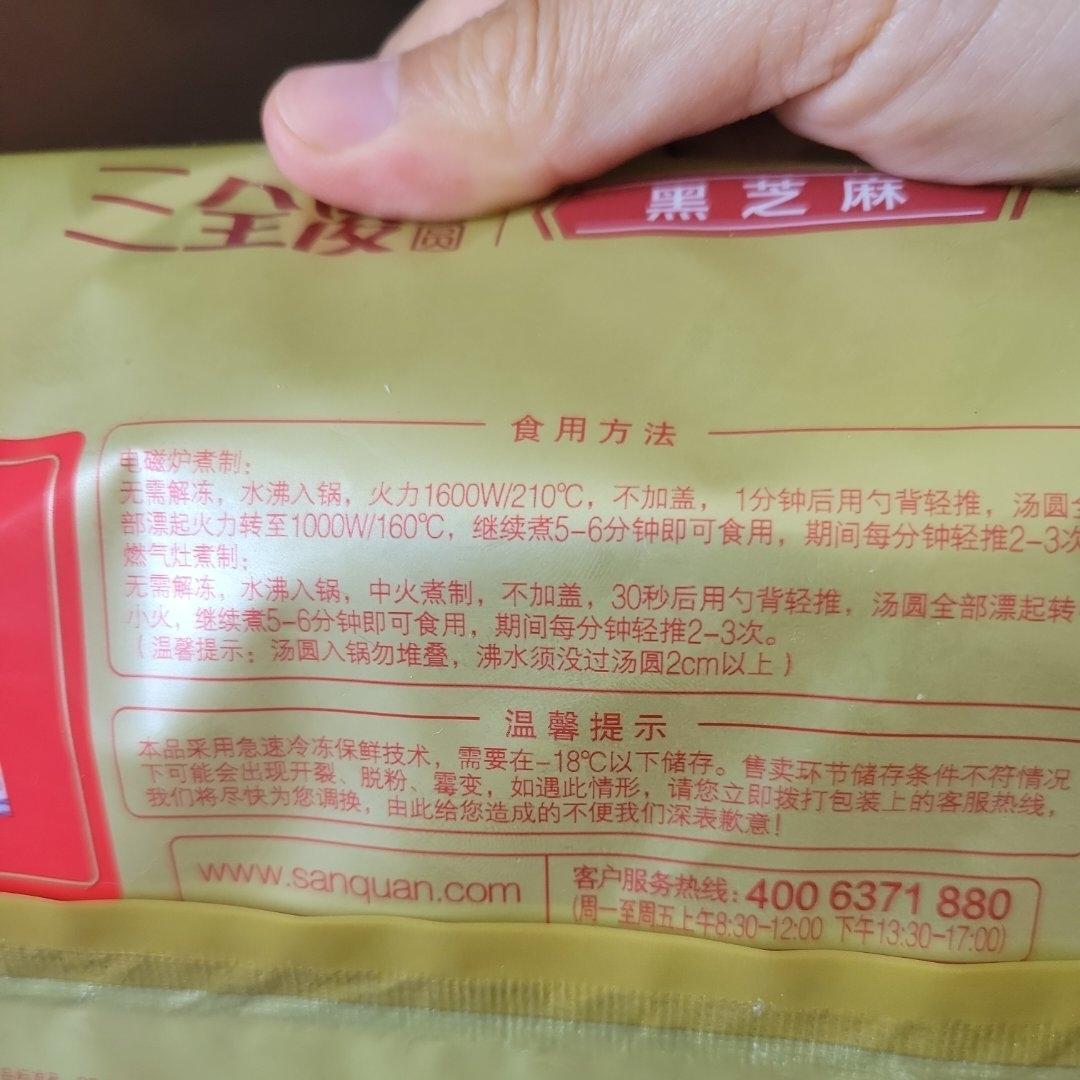 三全凌
圆
黑芝麻
食用方法
电磁炉煮制:
无需解冻, 水沸入锅, 火力1600W/210℃, 不加盖, 1分钟后用勺背轻推, 汤圆全
部漂起火力转至1000W/160℃, 继续煮5-6分钟即可食用, 期间每分钟轻推2-3次
燃气灶煮制:
无需解冻, 水沸入锅, 中火煮制, 不加盖, 30秒后用勺背轻推, 汤圆全部漂起转
小火, 继续煮5-6分钟即可食用, 期间每分钟轻推2-3次。
(温馨提示: 汤圆入锅勿堆叠, 沸水须没过汤圆2cm以上)
温馨提示
本品采用急速冷冻保鲜技术, 需要在-18℃以下储存。售卖环节储存条件不符情况
下可能会出现开裂、脱粉、霉变, 如遇此情形, 请您立即拨打包装上的客服热线,
我们将尽快为您调换, 由此给您造成的不便我们深表歉意!
www.sanquan.com
客户服务热线: 400 6371 880
(周一至周五上午8:30-12:00 下午13:30-17:00)